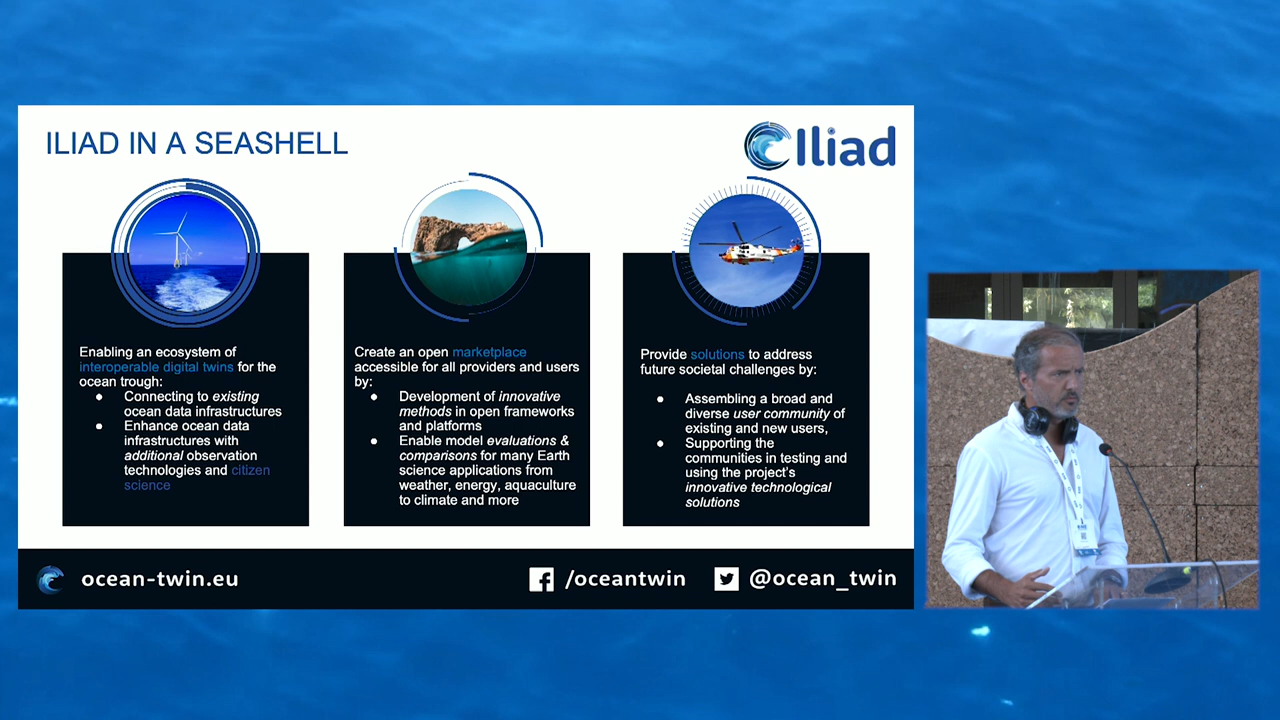 ILIAD IN A SEASHELL
Iliad
Enabling an ecosystem of
interoperable digital twins for the
ocean trough:
● Connecting to existing
ocean data infrastructures
● Enhance ocean data
infrastructures with
additional observation
technologies and citizen
science
Create an open marketplace
accessible for all providers and users
by:
● Development of innovative
methods in open frameworks
and platforms
● Enable model evaluations &
comparisons for many Earth
science applications from
weather, energy, aquaculture
to climate and more
Provide solutions to address
future societal challenges by:
● Assembling a broad and
diverse user community of
existing and new users,
● Supporting the
communities in testing and
using the project's
innovative technological
solutions
ocean-twin.eu
/oceantwin
@ocean_twin